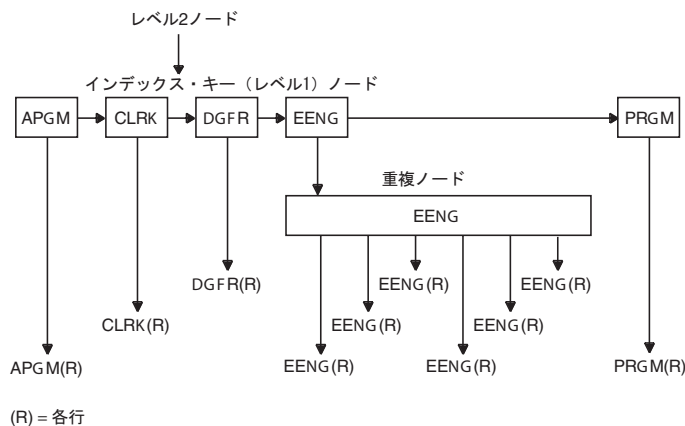 レベル2ノード
インデックス・キー（レベル1）ノード
APGM CLRK DGFR EENG PRGM
重複ノード
EENG
DGFR(R) EENG(R) EENG(R)
CLRK(R) EENG(R) EENG(R)
APGM(R) EENG(R) EENG(R) PRGM(R)
(R) = 各行